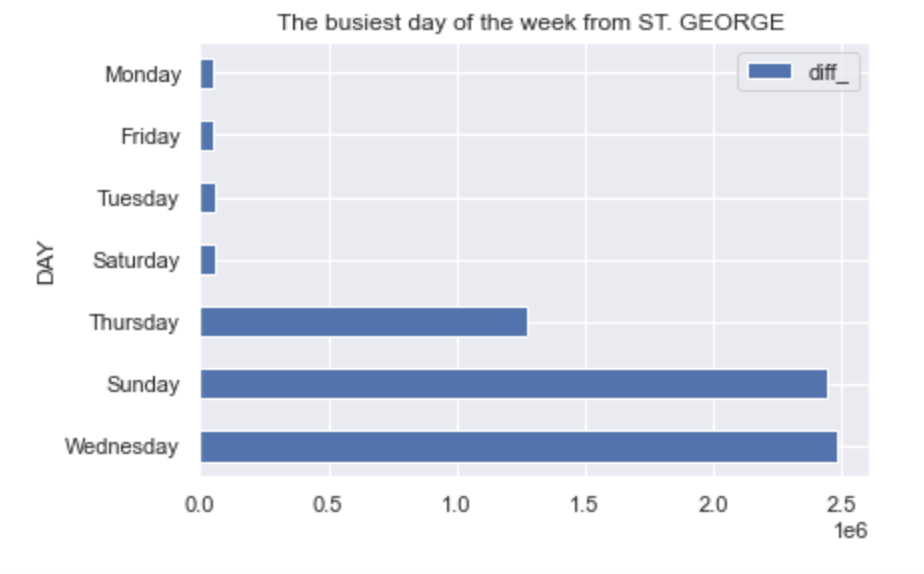 The busiest day of the week from ST. GEORGE
diff_
DAY
Monday
Friday
Tuesday
Saturday
Thursday
Sunday
Wednesday
0.0 0.5 1.0 1.5 2.0 2.5
1e6